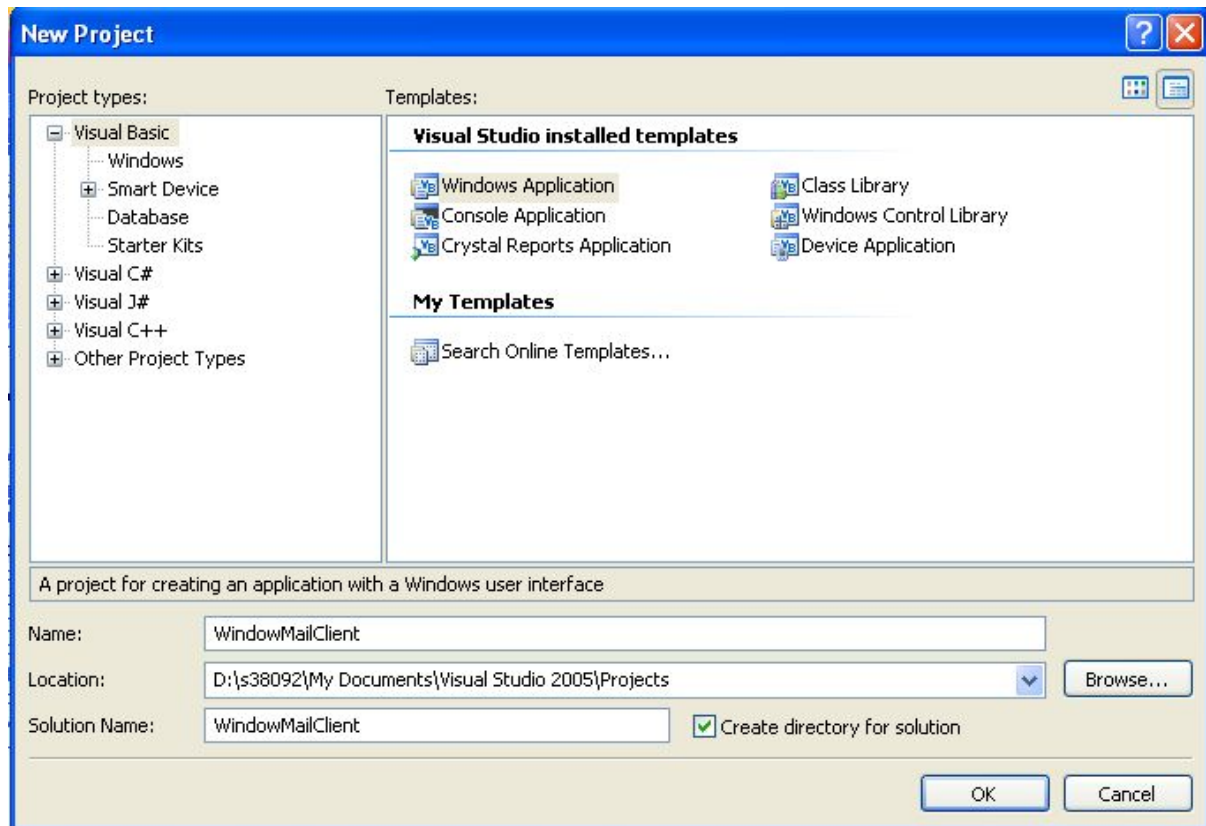 New Project
Project types:
Templates:
Visual Basic
Windows
Smart Device
Database
Starter Kits
Visual C#
Visual J#
Visual C++
Other Project Types
Visual Studio installed templates
Windows Application
Class Library
Console Application
Windows Control Library
Crystal Reports Application
Device Application
My Templates
Search Online Templates...
A project for creating an application with a Windows user interface
Name:
WindowMailClient
Location:
D:\s38092\My Documents\Visual Studio 2005\Projects
Browse...
Solution Name:
WindowMailClient
Create directory for solution
OK
Cancel